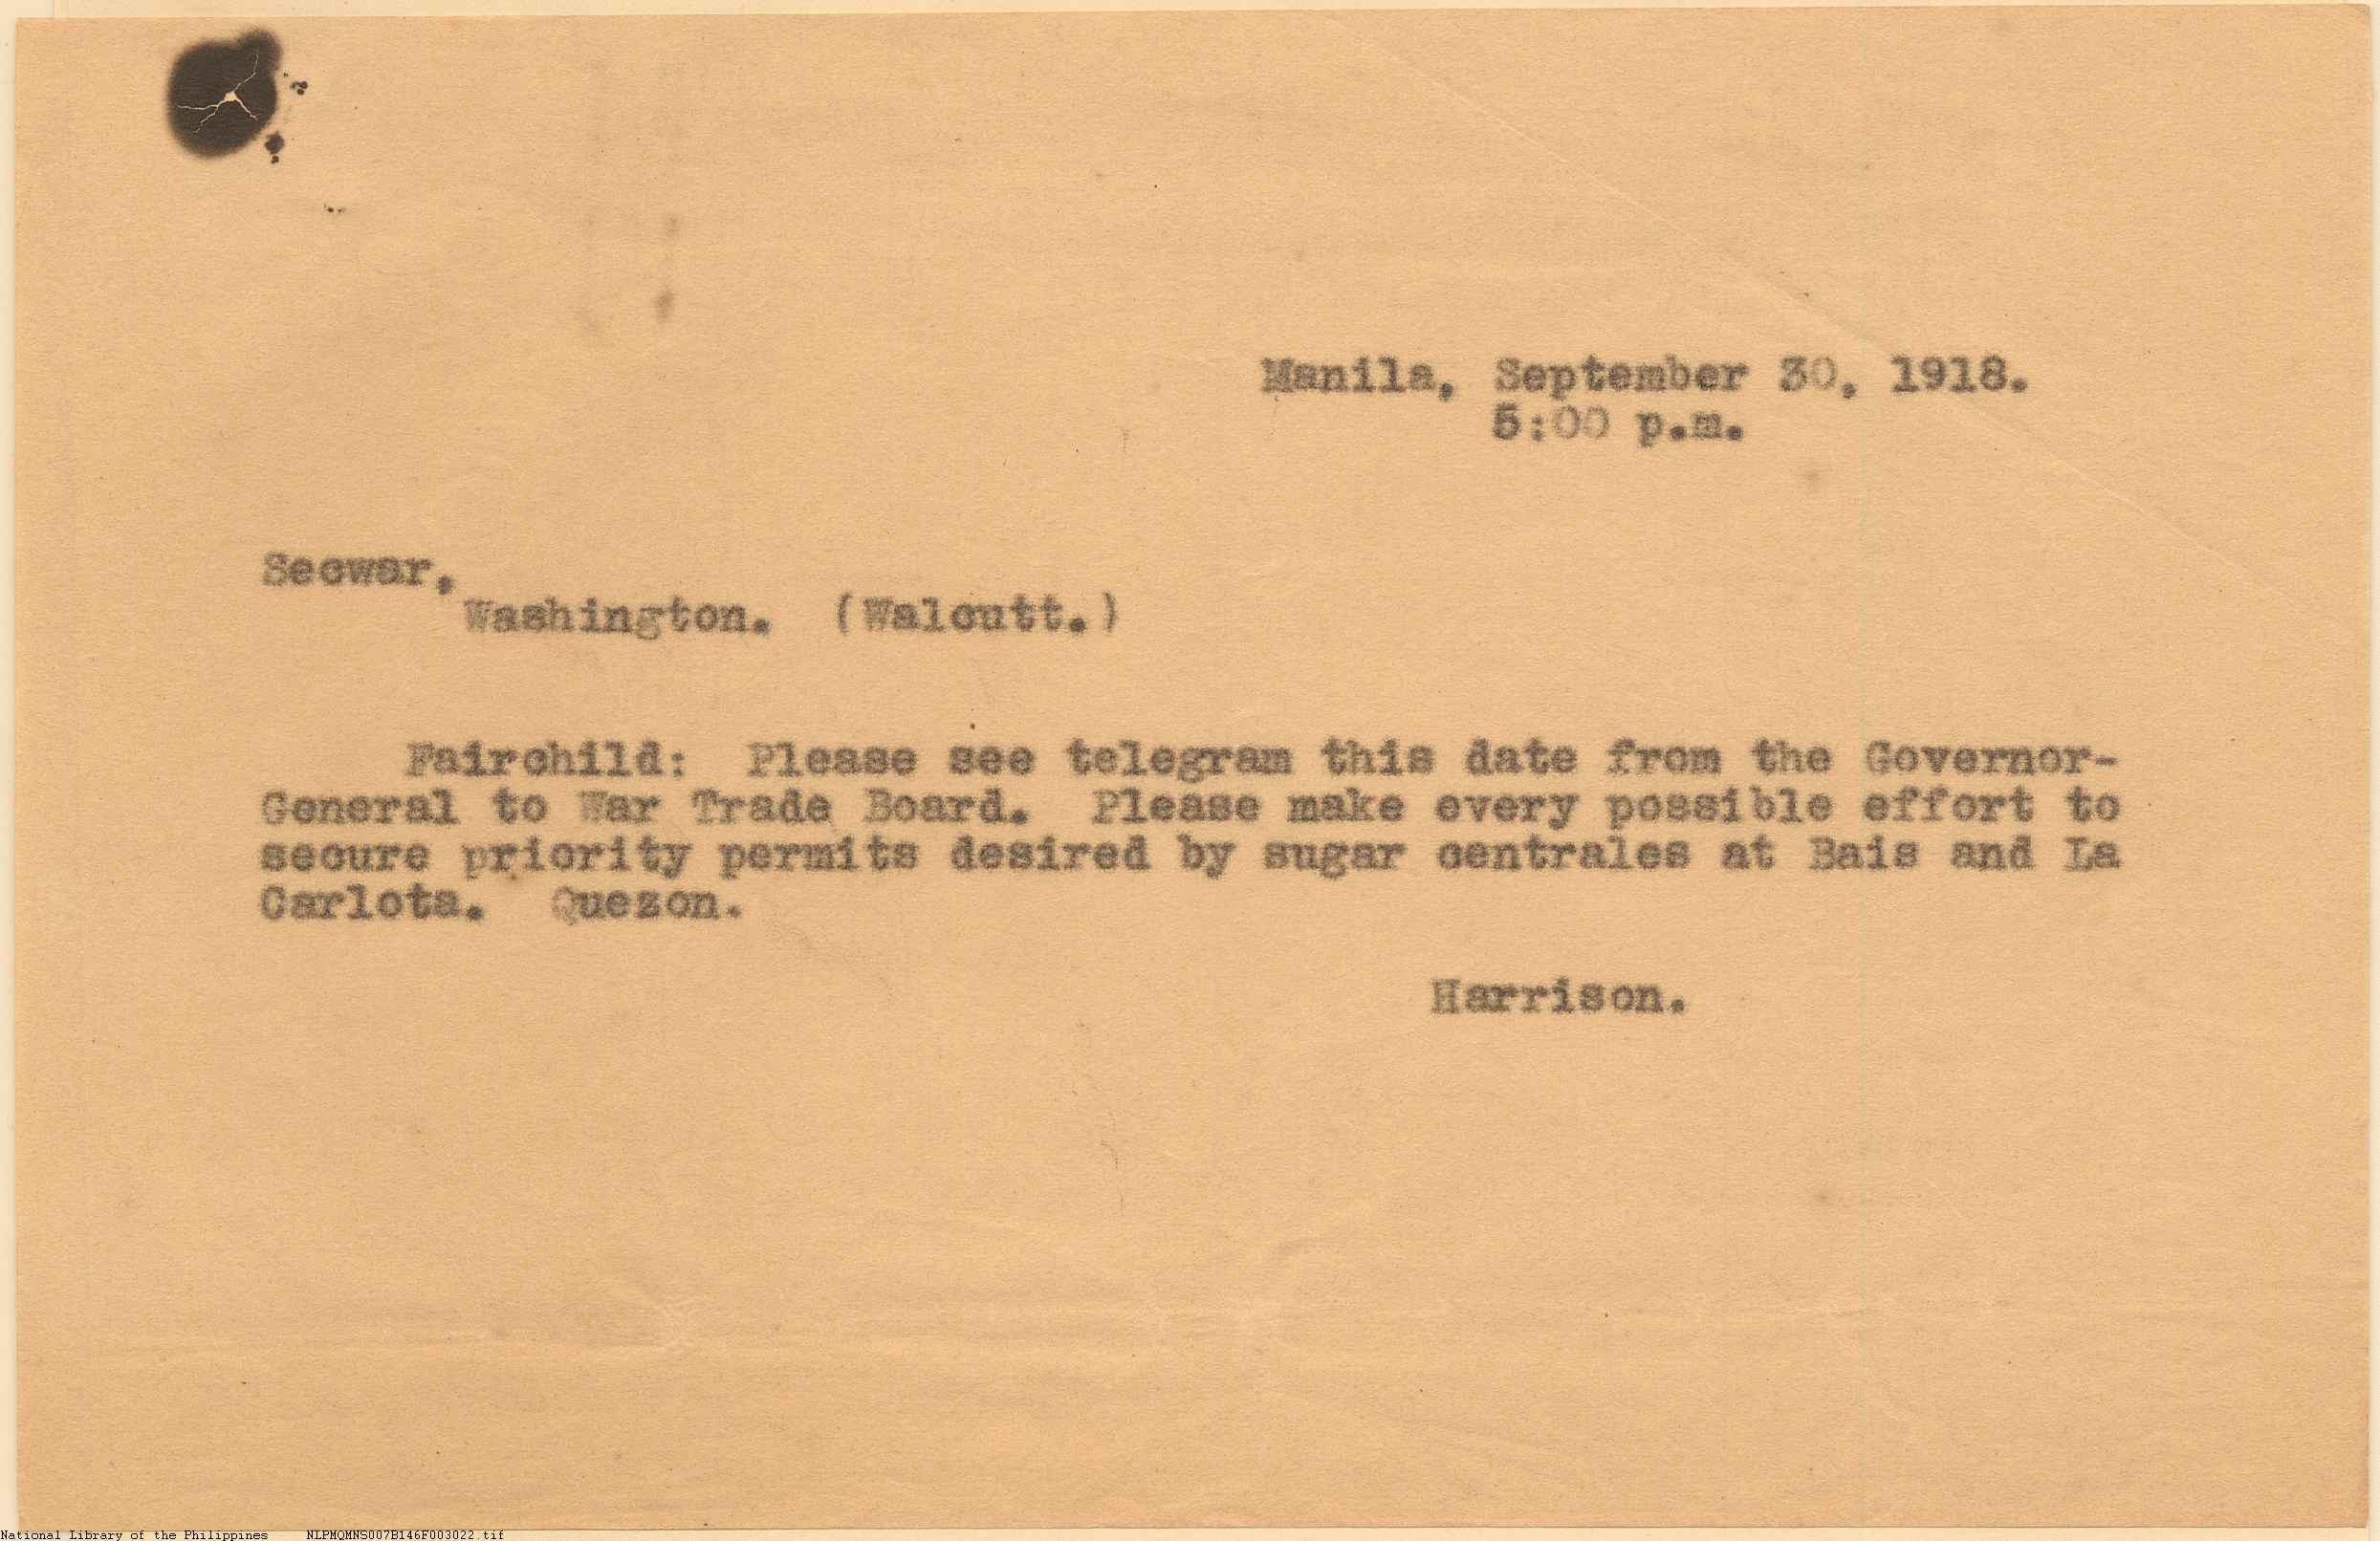 Manila, September 30, 1918.
5:00 p.m.
Secwar,
Washington. (Walcutt.)
Fairchild: Please see telegram this date from the Governor-
General to War Trade Board. Please make every possible effort to
secure priority permits desired by sugar centrales at Bais and La
Carlota. Quezon.
Harrison.
National Library of the Philippines NLPMQMNS007B146F003022.tif